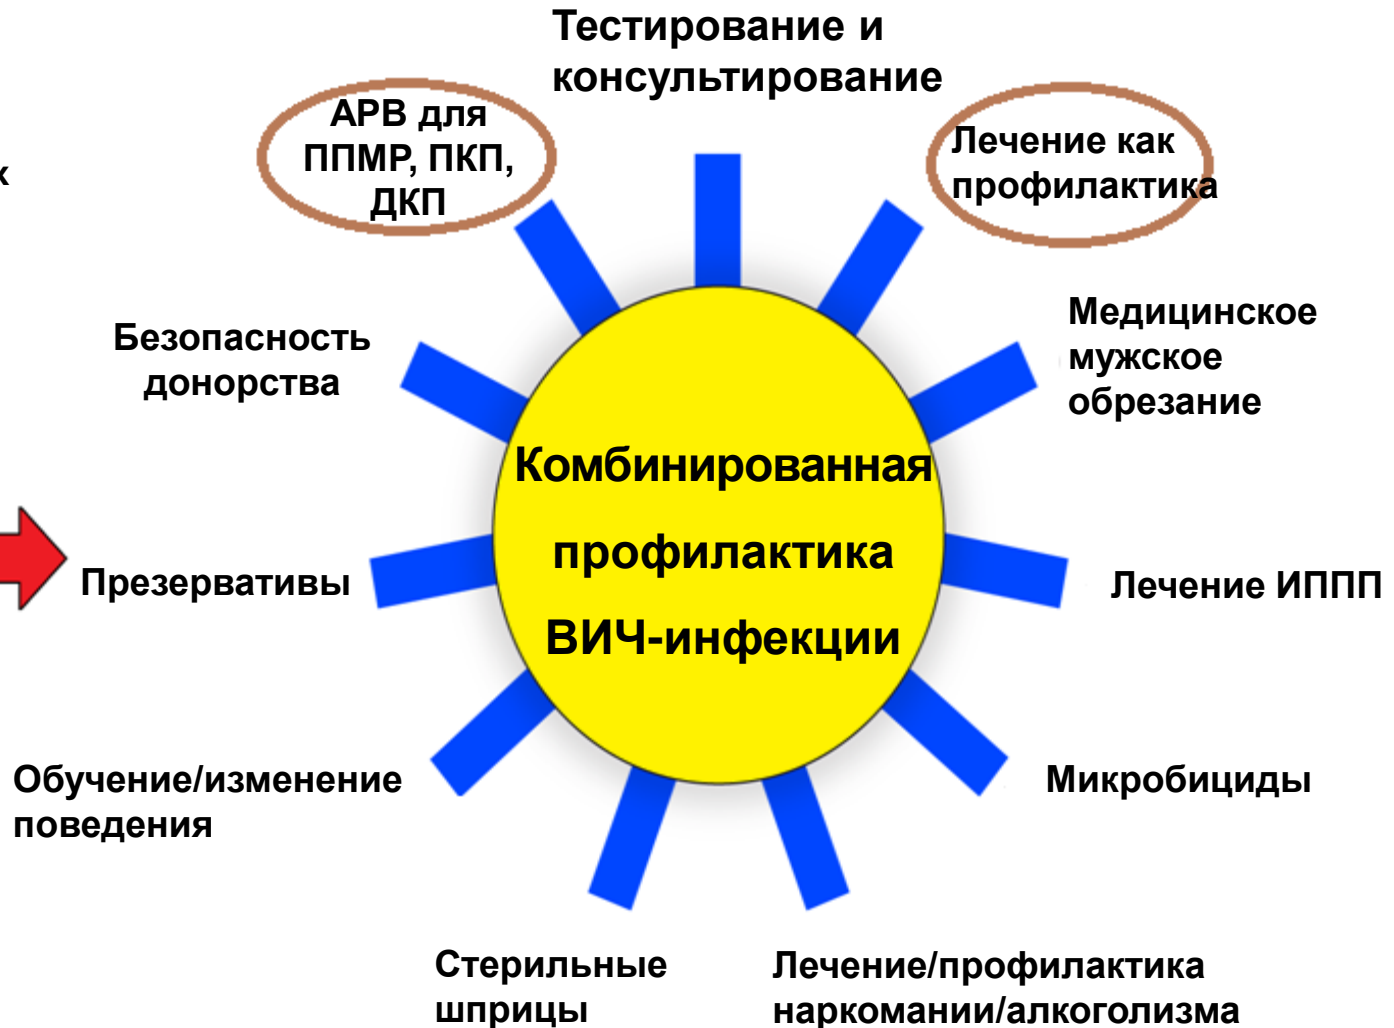 Тестирование и
консультирование
АРВ для
ППМР, ПКП,
ДКП
Лечение как
профилактика
х
Безопасность
донорства
Медицинское
мужское
обрезание
Комбинированная
профилактика
ВИЧ-инфекции
Презервативы
Лечение ИППП
Обучение/изменение
поведения
Микробициды
Стерильные
шприцы
Лечение/профилактика
наркомании/алкоголизма